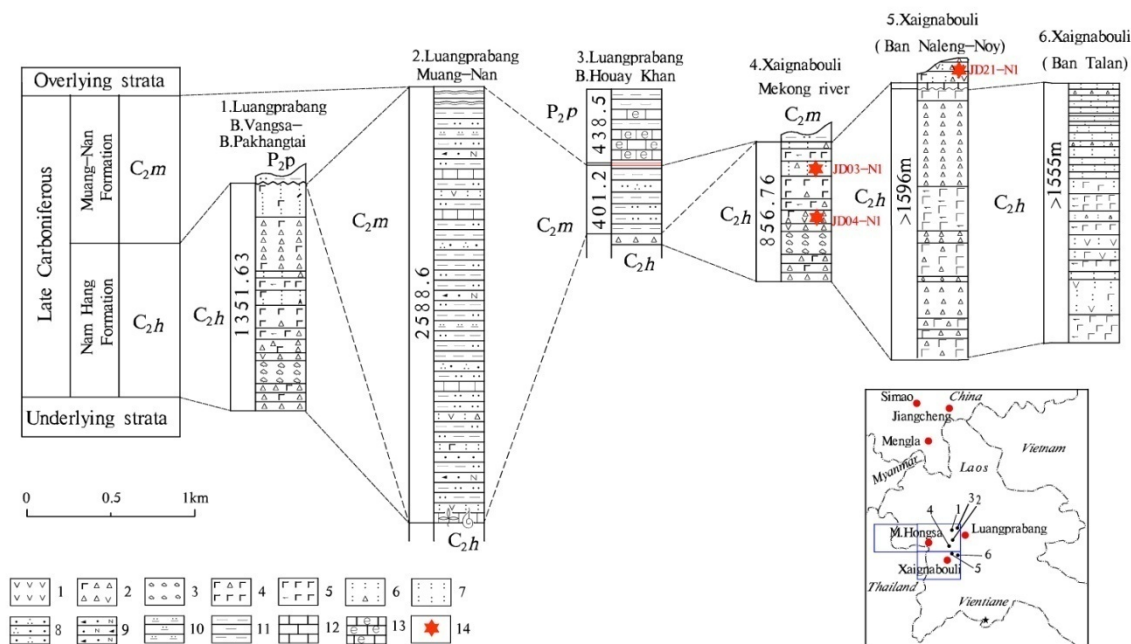 Overlying strata
Late Carboniferous
Muang-Nan
Formation
C₂m
Nam Hang
Formation
C₂h
Underlying strata
0 0.5 1km
1.Luangprabang
B.Vangsa-
B.Pakhangtai
P₂p
C₂h
1351.63
2.Luangprabang
Muang-Nan
C₂m
2588.6
C₂h
3.Luangprabang
B.Houay Khan
P₂p
438.5
C₂m
401.2
C₂h
4.Xaignabouli
Mekong river
C₂m
C₂h
856.76
JD03-N1
JD04-N1
5.Xaignabouli
( Ban Naleng-Noy)
JD21-N1
C₂h
>1596m
6.Xaignabouli
( Ban Talan)
C₂h
>1555m
Simao
China
Jiangcheng
Mengla
Vietnam
Myanmar
Laos
3 2
4 1
M.Hongsa
Luangprabang
6
Xaignabouli
5
Thailand
Vientiane
1 2 3 4 5 6 7
8 9 10 11 12 13 14